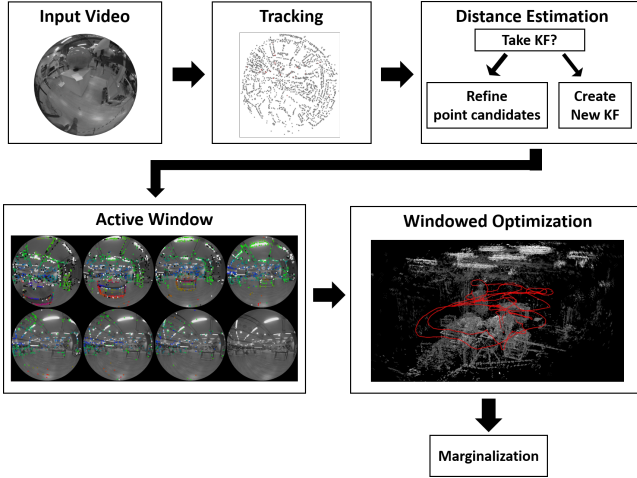 Input Video
Tracking
Distance Estimation
Take KF?
Refine
point candidates
Create
New KF
Active Window
Windowed Optimization
Marginalization